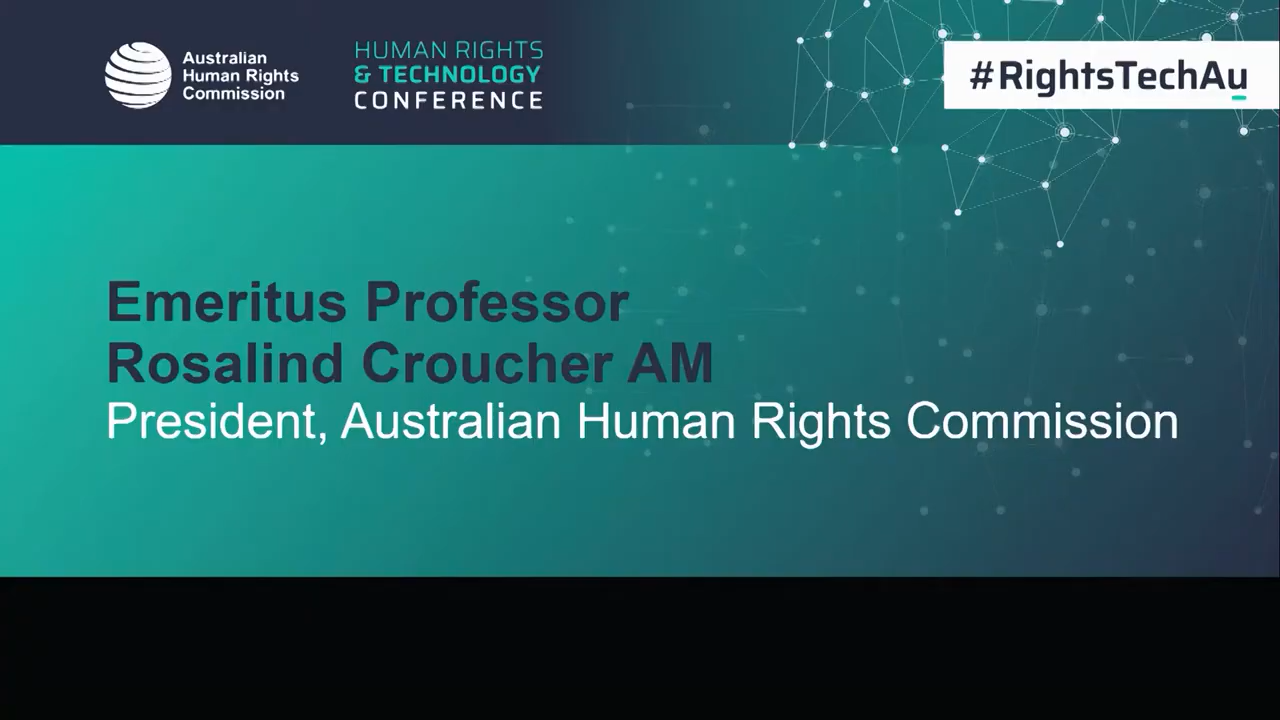 Australian
Human Rights
Commission
HUMAN RIGHTS
& TECHNOLOGY
CONFERENCE
#RightsTechAu
Emeritus Professor
Rosalind Croucher AM
President, Australian Human Rights Commission